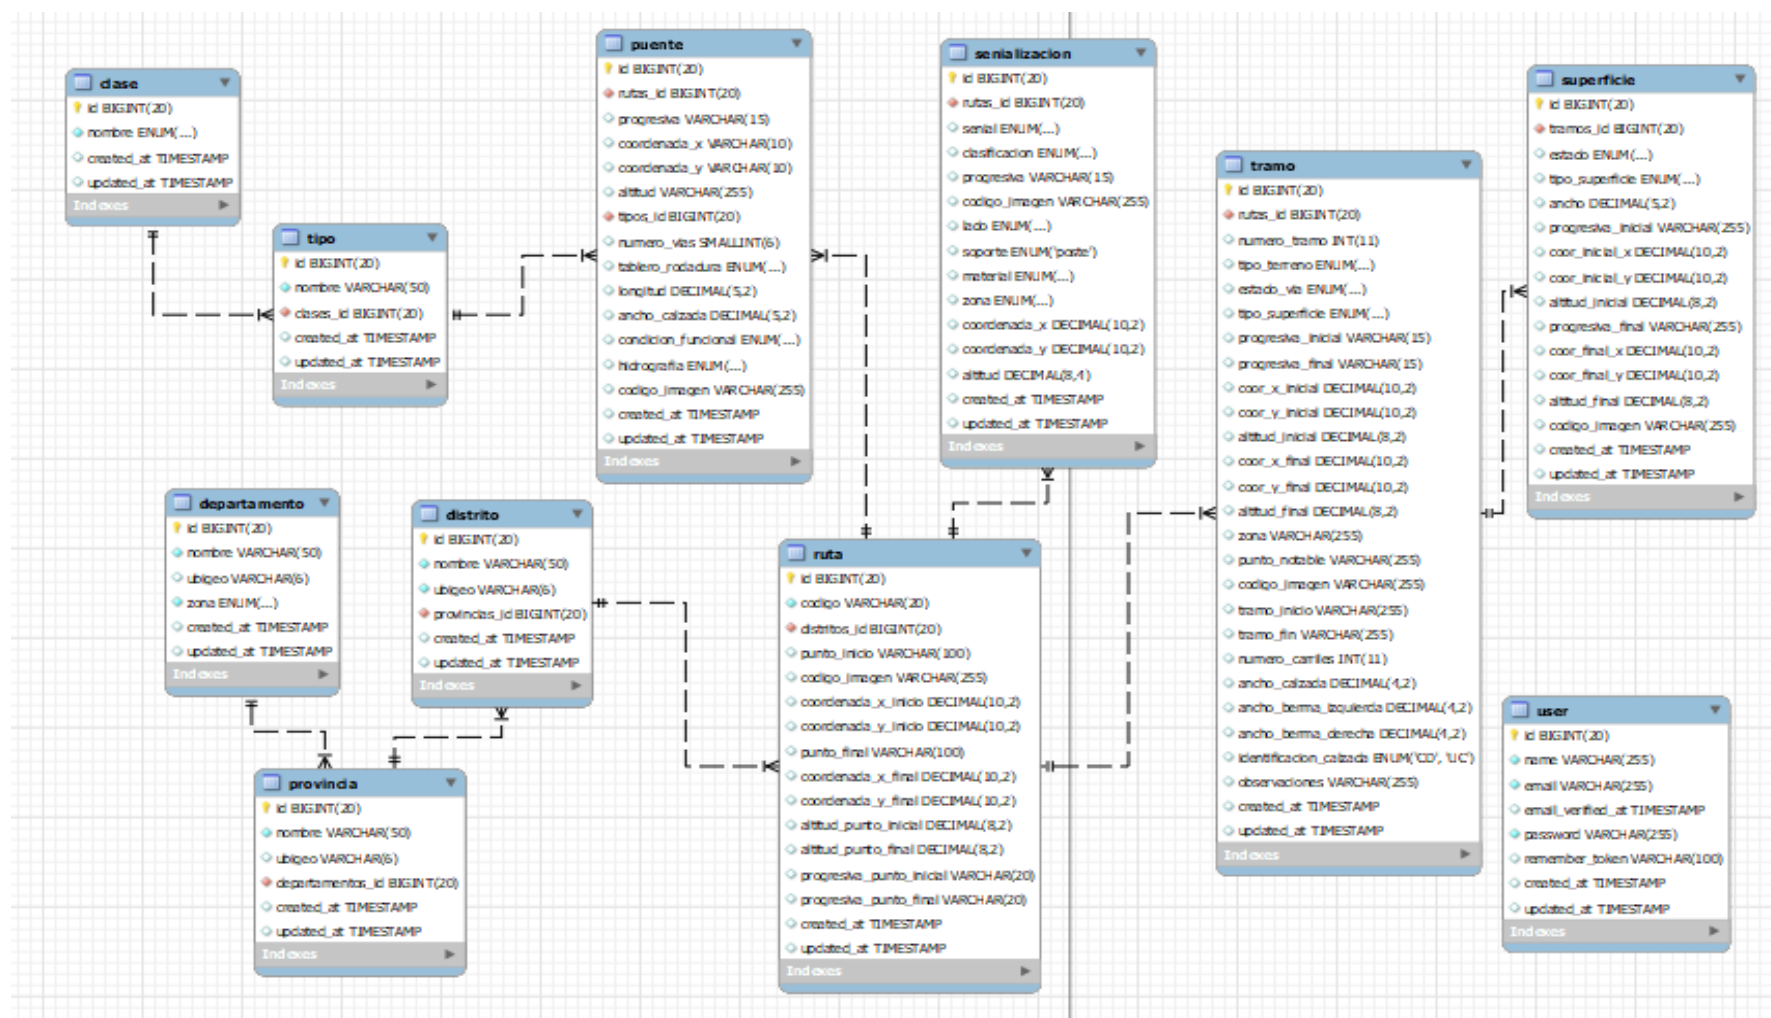 clase
id BIGINT(20)
nombre ENUM(...)
created_at TIMESTAMP
updated_at TIMESTAMP
Indexes
tipo
id BIGINT(20)
nombre VARCHAR(50)
clases_id BIGINT(20)
created_at TIMESTAMP
updated_at TIMESTAMP
Indexes
puente
id BIGINT(20)
rutas_id BIGINT(20)
progresiva VARCHAR(15)
coordenada_x VARCHAR(10)
coordenada_y VARCHAR(10)
altitud VARCHAR(255)
tipos_id BIGINT(20)
numero_vias SMALLINT(6)
tablero_rodadura ENUM(...)
longitud DECIMAL(5,2)
ancho_calzada DECIMAL(5,2)
condicion_funcional ENUM(...)
hidrografia ENUM(...)
codigo_imagen VARCHAR(255)
created_at TIMESTAMP
updated_at TIMESTAMP
Indexes
senializacion
id BIGINT(20)
rutas_id BIGINT(20)
senial ENUM(...)
clasificacion ENUM(...)
progresiva VARCHAR(15)
codigo_imagen VARCHAR(255)
lado ENUM(...)
soporte ENUM('poste')
material ENUM(...)
zona ENUM(...)
coordenada_x DECIMAL(10,2)
coordenada_y DECIMAL(10,2)
altitud DECIMAL(8,4)
created_at TIMESTAMP
updated_at TIMESTAMP
Indexes
tramo
id BIGINT(20)
rutas_id BIGINT(20)
numero_tramo INT(11)
tipo_terreno ENUM(...)
estado_via ENUM(...)
tipo_superficie ENUM(...)
progresiva_inicial VARCHAR(15)
progresiva_final VARCHAR(15)
coor_x_inicial DECIMAL(10,2)
coor_y_inicial DECIMAL(10,2)
altitud_inicial DECIMAL(8,2)
coor_x_final DECIMAL(10,2)
coor_y_final DECIMAL(10,2)
altitud_final DECIMAL(8,2)
zona VARCHAR(255)
punto_notable VARCHAR(255)
codigo_imagen VARCHAR(255)
tramo_inicio VARCHAR(255)
tramo_fin VARCHAR(255)
numero_carriles INT(11)
ancho_calzada DECIMAL(4,2)
ancho_berma_izquierda DECIMAL(4,2)
ancho_berma_derecha DECIMAL(4,2)
identificacion_calzada ENUM('CD', 'UC')
observaciones VARCHAR(255)
created_at TIMESTAMP
updated_at TIMESTAMP
Indexes
superficie
id BIGINT(20)
tramos_id BIGINT(20)
estado ENUM(...)
tipo_superficie ENUM(...)
ancho DECIMAL(5,2)
progresiva_inicial VARCHAR(255)
coor_inicial_x DECIMAL(10,2)
coor_inicial_y DECIMAL(10,2)
altitud_inicial DECIMAL(8,2)
progresiva_final VARCHAR(255)
coor_final_x DECIMAL(10,2)
coor_final_y DECIMAL(10,2)
altitud_final DECIMAL(8,2)
codigo_imagen VARCHAR(255)
created_at TIMESTAMP
updated_at TIMESTAMP
Indexes
departamento
id BIGINT(20)
nombre VARCHAR(50)
ubigeo VARCHAR(6)
zona ENUM(...)
created_at TIMESTAMP
updated_at TIMESTAMP
Indexes
distrito
id BIGINT(20)
nombre VARCHAR(50)
ubigeo VARCHAR(6)
provincias_id BIGINT(20)
created_at TIMESTAMP
updated_at TIMESTAMP
Indexes
provincia
id BIGINT(20)
nombre VARCHAR(50)
ubigeo VARCHAR(6)
departamentos_id BIGINT(20)
created_at TIMESTAMP
updated_at TIMESTAMP
Indexes
ruta
id BIGINT(20)
codigo VARCHAR(20)
distritos_id BIGINT(20)
punto_inicio VARCHAR(100)
codigo_imagen VARCHAR(255)
coordenada_x_inicio DECIMAL(10,2)
coordenada_y_inicio DECIMAL(10,2)
punto_final VARCHAR(100)
coordenada_x_final DECIMAL(10,2)
coordenada_y_final DECIMAL(10,2)
altitud_punto_inicial DECIMAL(8,2)
altitud_punto_final DECIMAL(8,2)
progresiva_punto_inicial VARCHAR(20)
progresiva_punto_final VARCHAR(20)
created_at TIMESTAMP
updated_at TIMESTAMP
Indexes
user
id BIGINT(20)
name VARCHAR(255)
email VARCHAR(255)
email_verified_at TIMESTAMP
password VARCHAR(255)
remember_token VARCHAR(100)
created_at TIMESTAMP
updated_at TIMESTAMP
Indexes